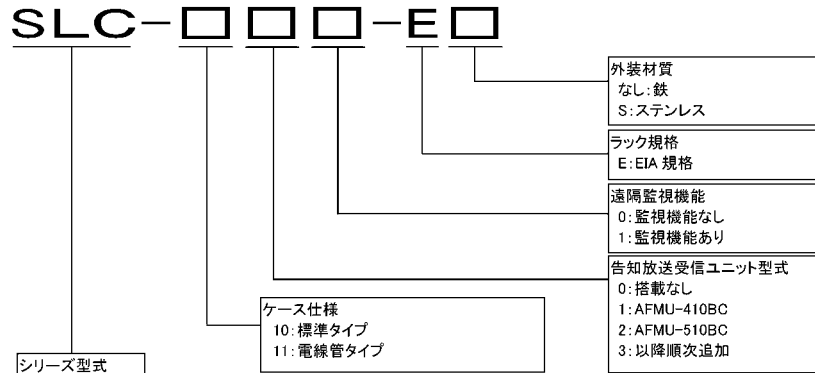 SLC-□□□-E□
外装材質
なし:鉄
S:ステンレス
ラック規格
E:EIA 規格
遠隔監視機能
0:監視機能なし
1:監視機能あり
告知放送受信ユニット型式
0:搭載なし
1:AFMU-410BC
2:AFMU-510BC
3:以降順次追加
ケース仕様
10:標準タイプ
11:電線管タイプ
シリーズ型式